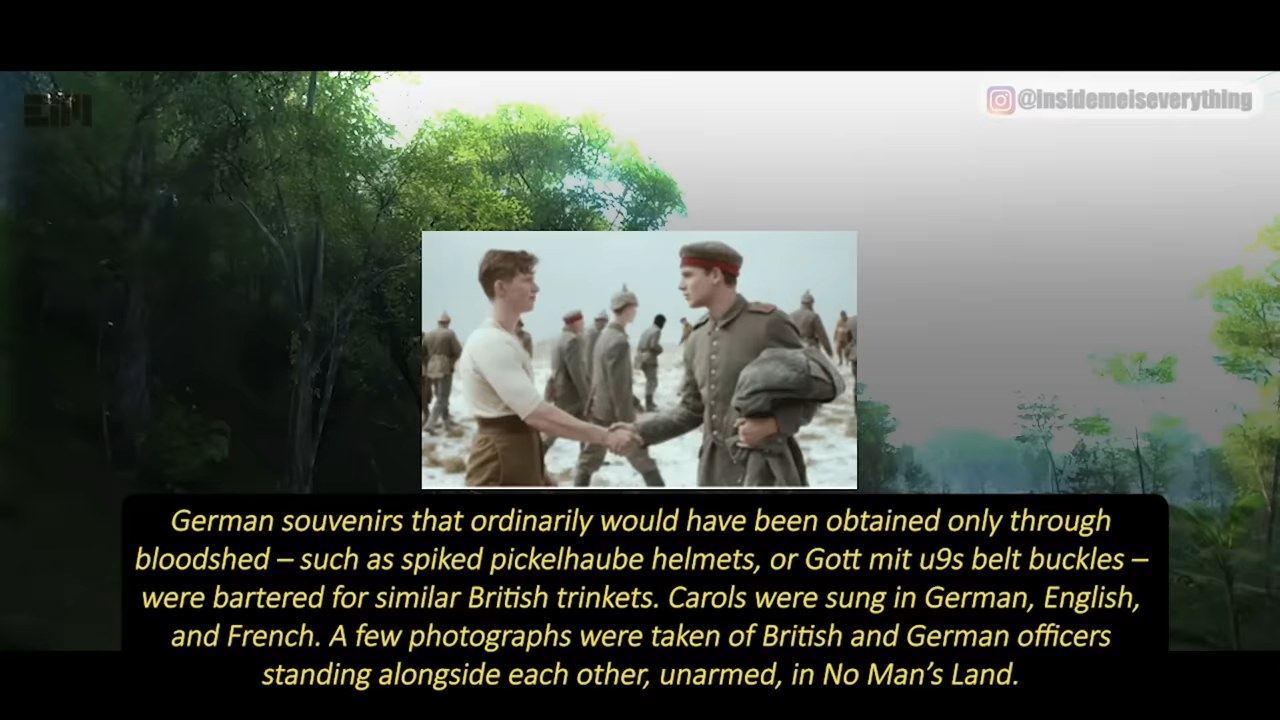 EIM
@insidemeiseverything
German souvenirs that ordinarily would have been obtained only through
bloodshed – such as spiked pickelhaube helmets, or Gott mit u9s belt buckles –
were bartered for similar British trinkets. Carols were sung in German, English,
and French. A few photographs were taken of British and German officers
standing alongside each other, unarmed, in No Man’s Land.